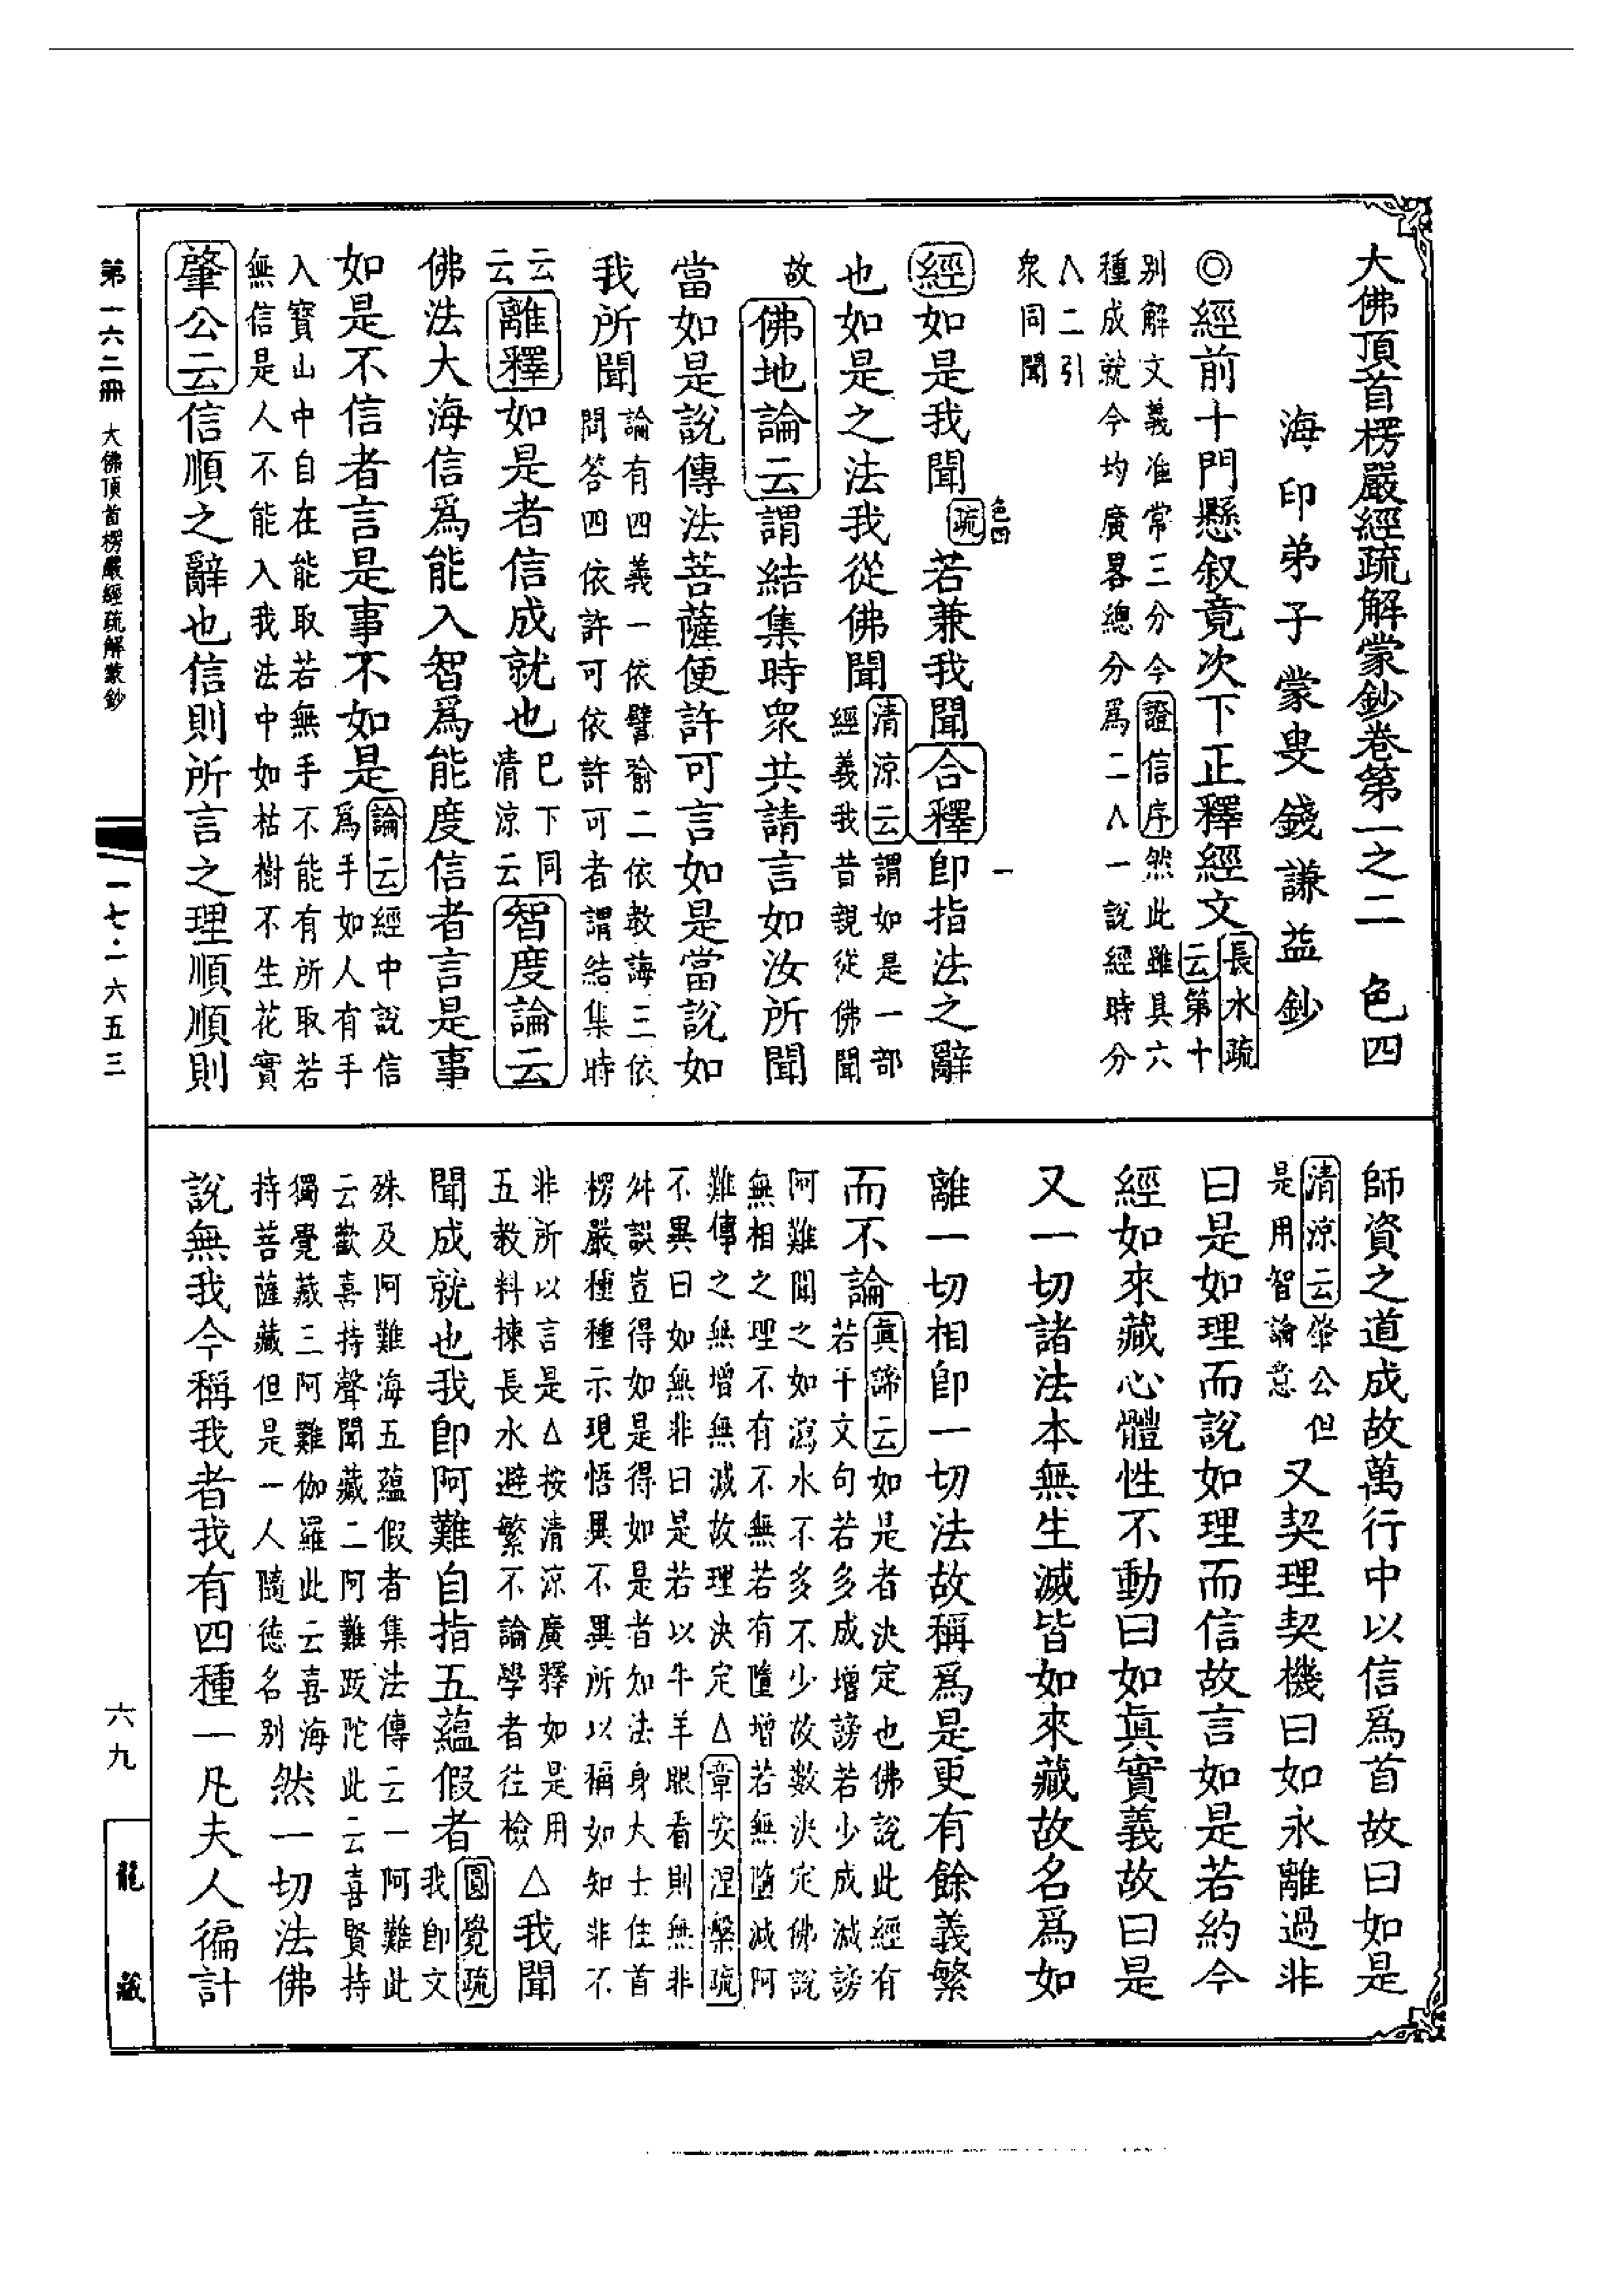 大佛頂首楞嚴經疏解蒙鈔卷第一之二　色四
海印弟子蒙叟錢謙益鈔
◎經前十門懸叙竟次下正釋經文長水疏云第十
別解文義准常三分今證信序然此雖具六
種成就今均廣畧總分爲二八一說經時分
八二引
衆同聞
經如是我聞疏若兼我聞合釋卽指法之辭
色四
一
也如是之法我從佛聞清涼云謂如是一部
經義我昔親從佛聞
故佛地論云謂結集時衆共請言如汝所聞
當如是說傳法菩薩便許可言如是當說如
我所聞論有四義一依譬喻二依教誨三依
問答四依許可依許可者謂結集時
云云離釋如是者信成就也已下同
清涼云智度論云
佛法大海信爲能入智爲能度信者言是事
如是不信者言是事不如是論云經中說信
爲手如人有手
入寶山中自在能取若無手不能有所取若
無信是人不能入我法中如枯樹不生花實
肇公云信順之辭也信則所言之理順順則
師資之道成故萬行中以信爲首故曰如是
清涼云肇公但
是用智論意又契理契機曰如永離過非
曰是如理而說如理而信故言如是若約今
經如來藏心體性不動曰如眞實義故曰是
又一切諸法本無生滅皆如來藏故名爲如
離一切相卽一切法故稱爲是更有餘義繁
而不論眞諦云如是者決定也佛說此經有
若干文句若多成增謗若少成減謗
阿難聞之如瀉水不多不少故數決定佛說
無相之理不有不無若有墮增若無墮減阿
難傳之無增無減故理決定△章安涅槃疏
不異曰如無非曰是若以牛羊眼看則無非
舛誤豈得如是得如是者知法身大士住首
楞嚴種種示現悟異不異所以稱如知非不
非所以言是△按清涼廣釋如是用
五教料揀長水避繁不論學者往檢△我聞
聞成就也我卽阿難自指五蘊假者圓覺疏
我卽文
殊及阿難海五蘊假者集法傳云一阿難此
云歡喜持聲聞藏二阿難跋陀此云喜賢持
獨覺藏三阿難伽羅此云喜海
持菩薩藏但是一人隨德名別然一切法佛
說無我今稱我者我有四種一凡夫人徧計
第一六二冊　大佛頂首楞嚴經疏解蒙鈔
一七·一六五三
六九
龍藏